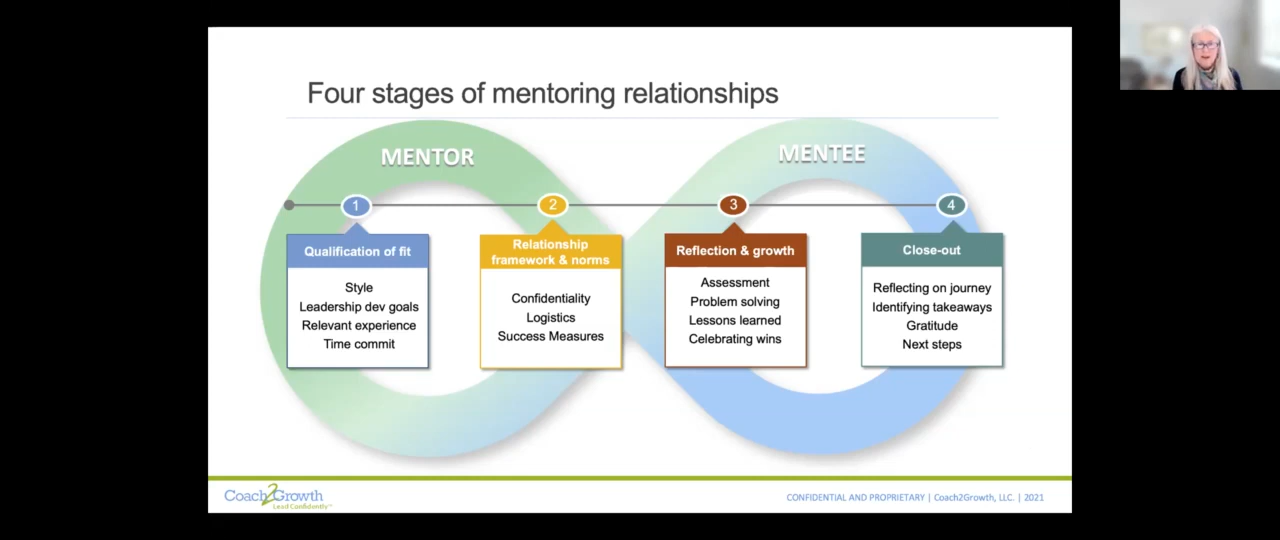 Four stages of mentoring relationships
MENTOR
MENTEE
1
2
3
4
Qualification of fit
Style
Leadership dev goals
Relevant experience
Time commit
Relationship
framework & norms
Confidentiality
Logistics
Success Measures
Reflection & growth
Assessment
Problem solving
Lessons learned
Celebrating wins
Close-out
Reflecting on journey
Identifying takeaways
Gratitude
Next steps
Coach2Growth
Lead Confidently™
CONFIDENTIAL AND PROPRIETARY | Coach2Growth, LLC. | 2021